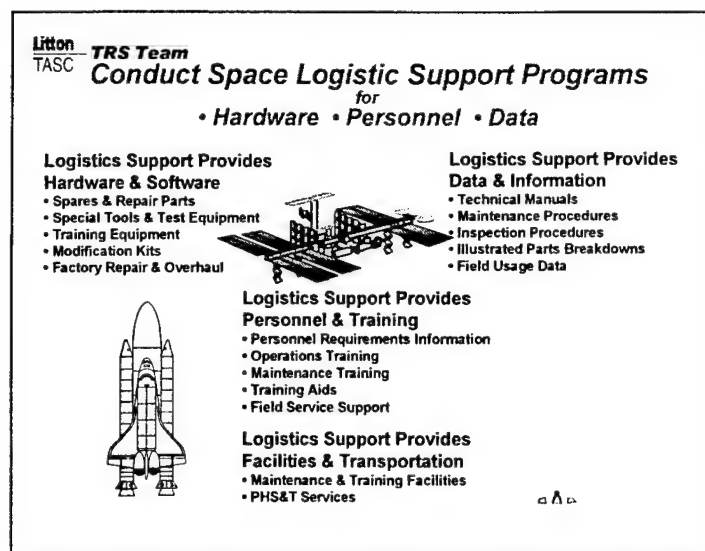 Litton
TASC
TRS Team
Conduct Space Logistic Support Programs
for
• Hardware • Personnel • Data
Logistics Support Provides
Hardware & Software
• Spares & Repair Parts
• Special Tools & Test Equipment
• Training Equipment
• Modification Kits
• Factory Repair & Overhaul
Logistics Support Provides
Data & Information
• Technical Manuals
• Maintenance Procedures
• Inspection Procedures
• Illustrated Parts Breakdowns
• Field Usage Data
Logistics Support Provides
Personnel & Training
• Personnel Requirements Information
• Operations Training
• Maintenance Training
• Training Aids
• Field Service Support
Logistics Support Provides
Facilities & Transportation
• Maintenance & Training Facilities
• PHS&T Services